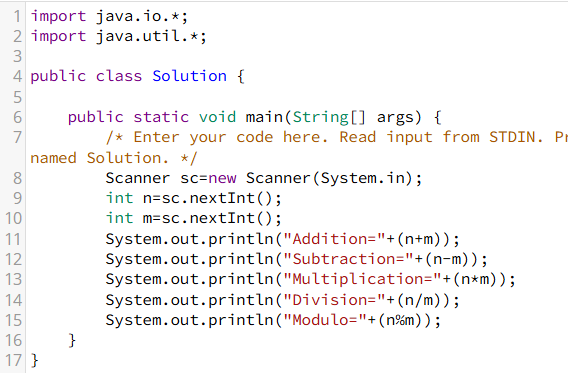 1 import java.io.*;
2 import java.util.*;
3
4 public class Solution {
5
6     public static void main(String[] args) {
7         /* Enter your code here. Read input from STDIN. Pr
named Solution. */
8         Scanner sc=new Scanner(System.in);
9         int n=sc.nextInt();
10         int m=sc.nextInt();
11         System.out.println("Addition="+(n+m));
12         System.out.println("Subtraction="+(n-m));
13         System.out.println("Multiplication="+(n*m));
14         System.out.println("Division="+(n/m));
15         System.out.println("Modulo="+(n%m));
16     }
17 }